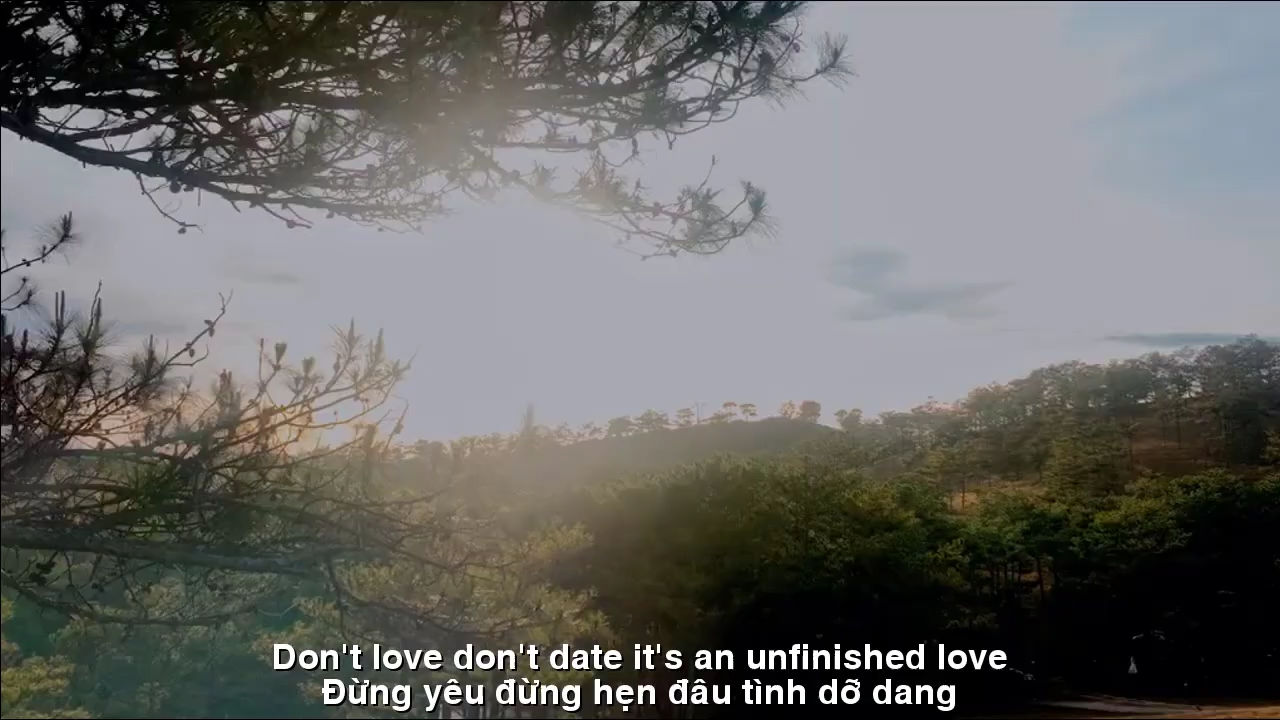 Don't love don't date it's an unfinished love
Đừng yêu đừng hẹn đâu tình dỡ dang